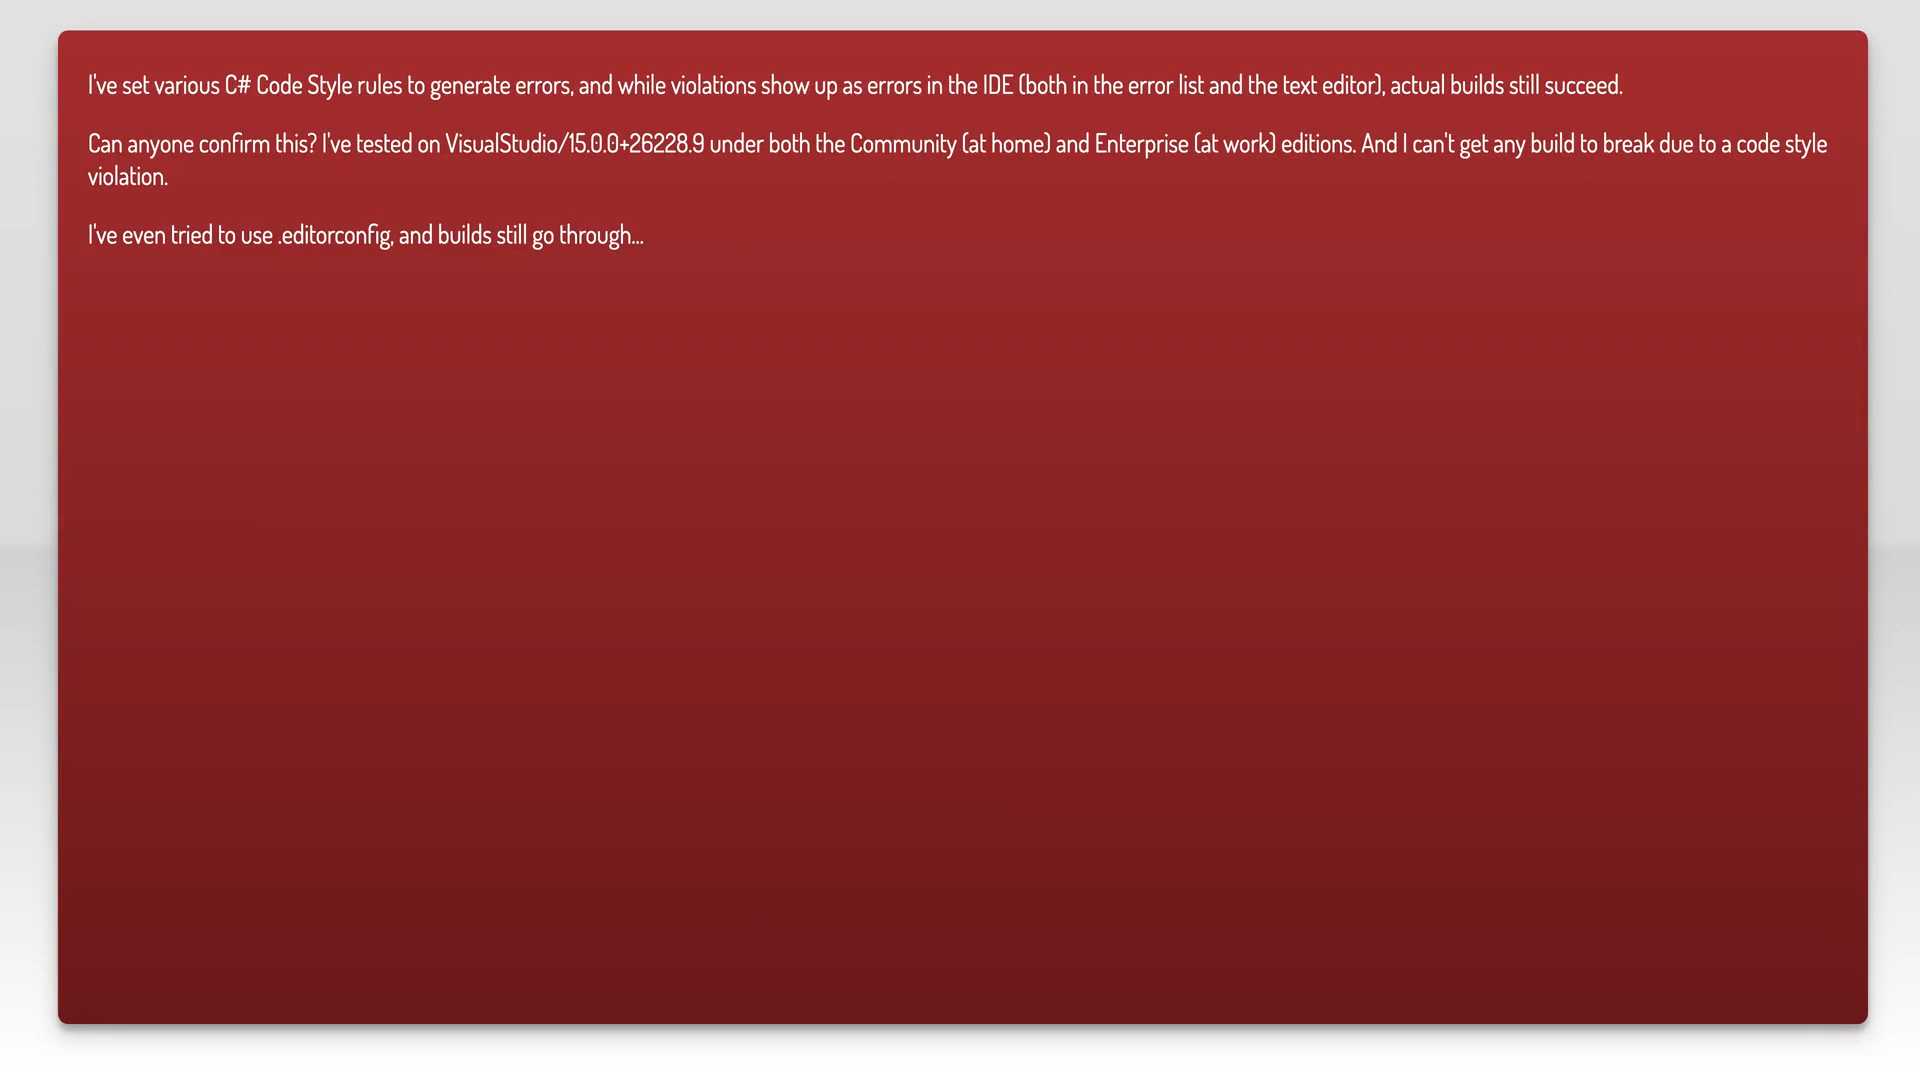 I've set various C# Code Style rules to generate errors, and while violations show up as errors in the IDE (both in the error list and the text editor), actual builds still succeed.
Can anyone confirm this? I've tested on VisualStudio/15.0.0+26228.9 under both the Community (at home) and Enterprise (at work) editions. And I can't get any build to break due to a code style
violation.
I've even tried to use .editorconfig, and builds still go through...